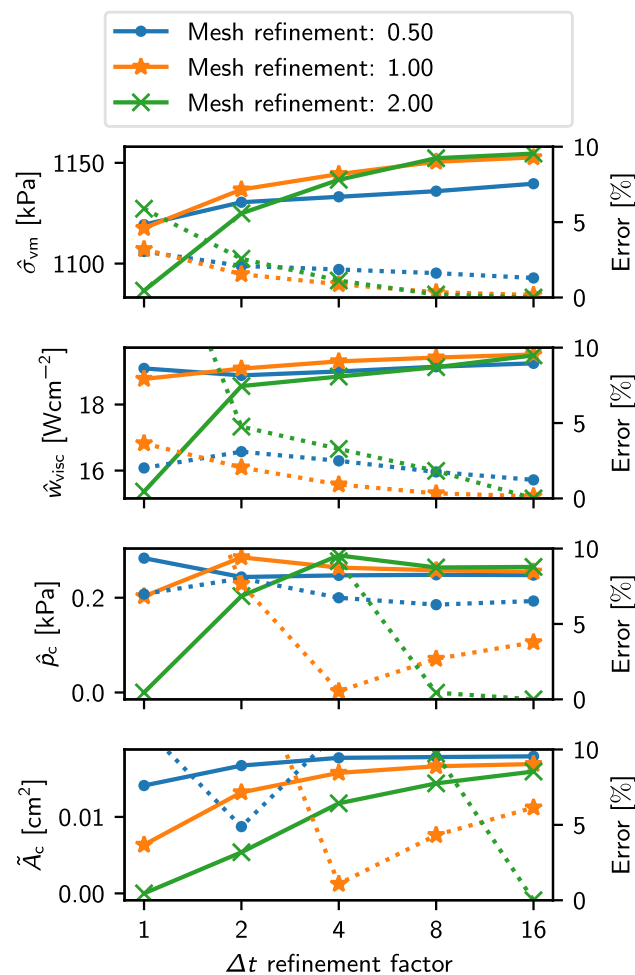 Mesh refinement: 0.50
Mesh refinement: 1.00
Mesh refinement: 2.00
1150
1100
σ̂vm [kPa]
10
5
0
Error [%]
18
16
ŵvisc [Wcm−2]
10
5
0
Error [%]
0.2
0.0
p̂c [kPa]
10
5
0
Error [%]
0.01
0.00
Ãc [cm2]
10
5
0
Error [%]
1 2 4 8 16
Δt refinement factor